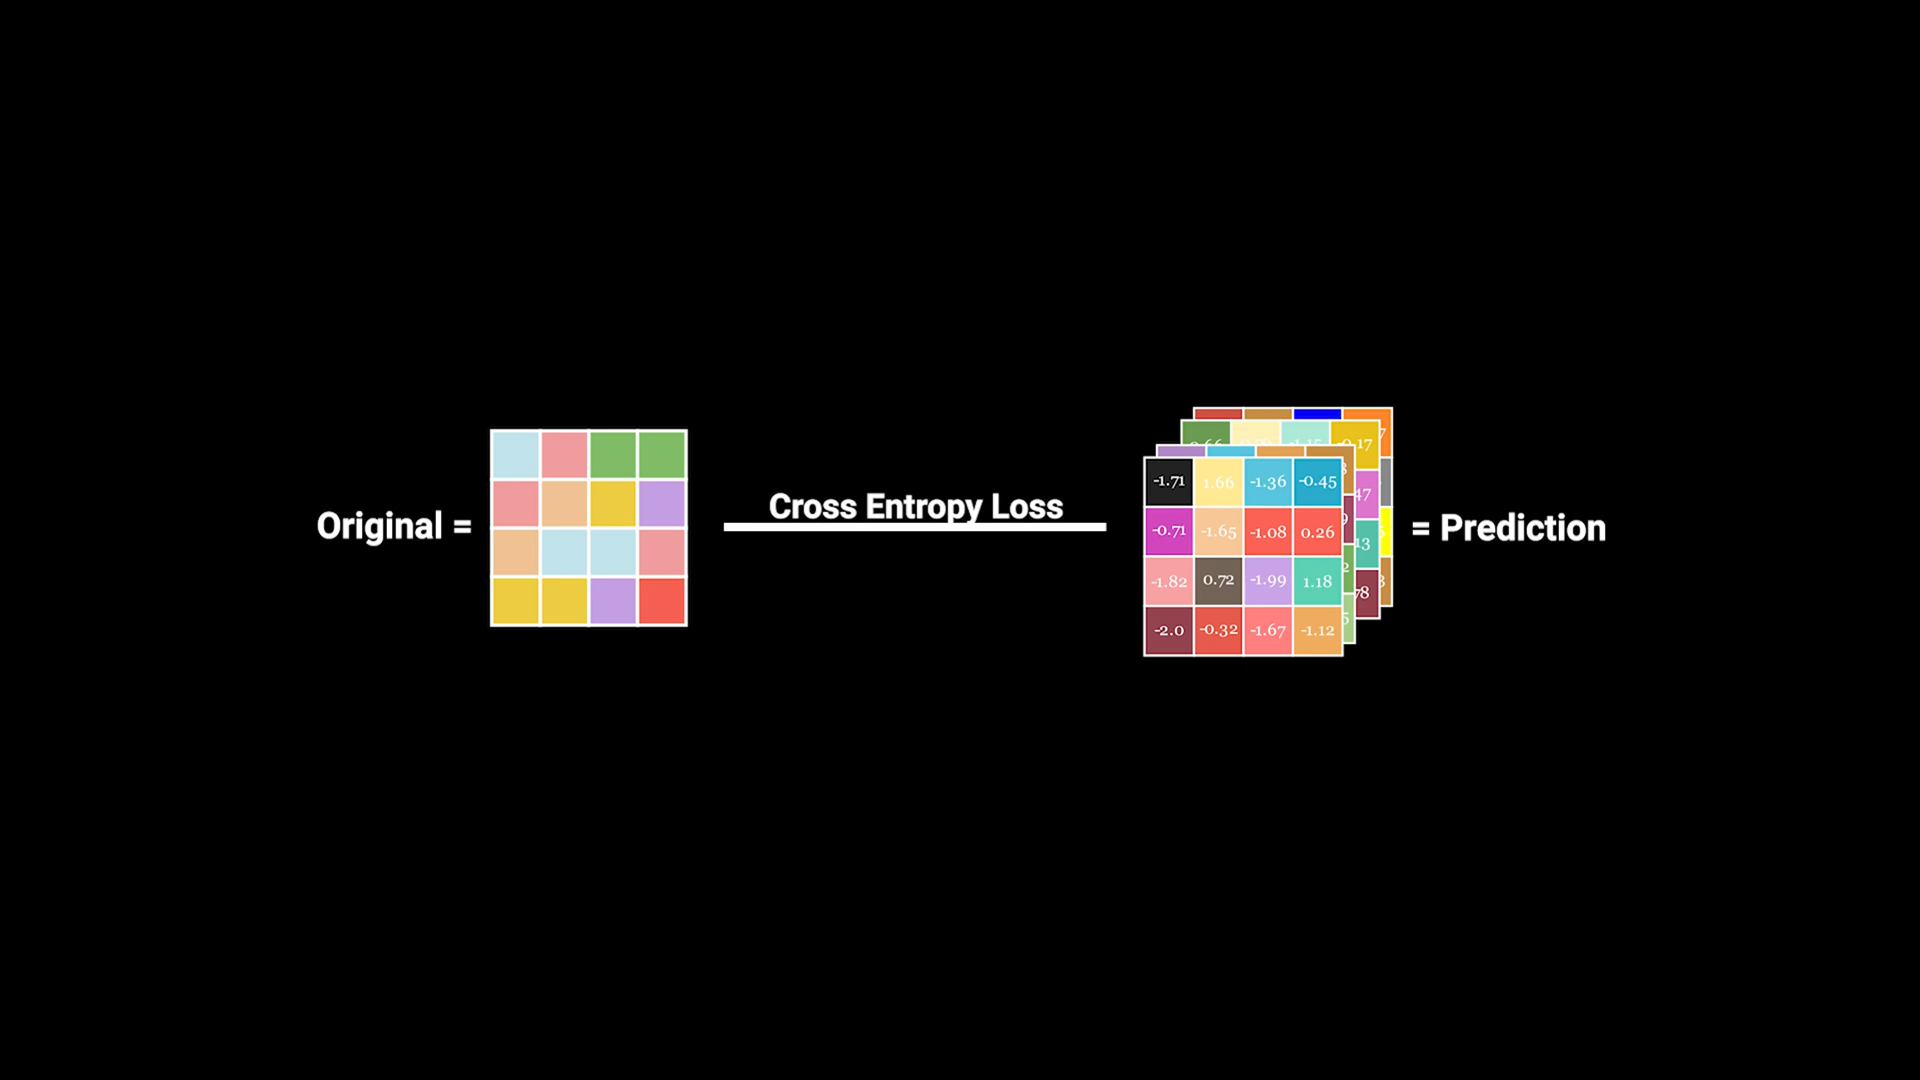 Original =
Cross Entropy Loss
-1.71 1.66 -1.36 -0.45
-0.71 -1.65 -1.08 0.26
-1.82 0.72 -1.99 1.18
-2.0 -0.32 -1.67 -1.12
= Prediction